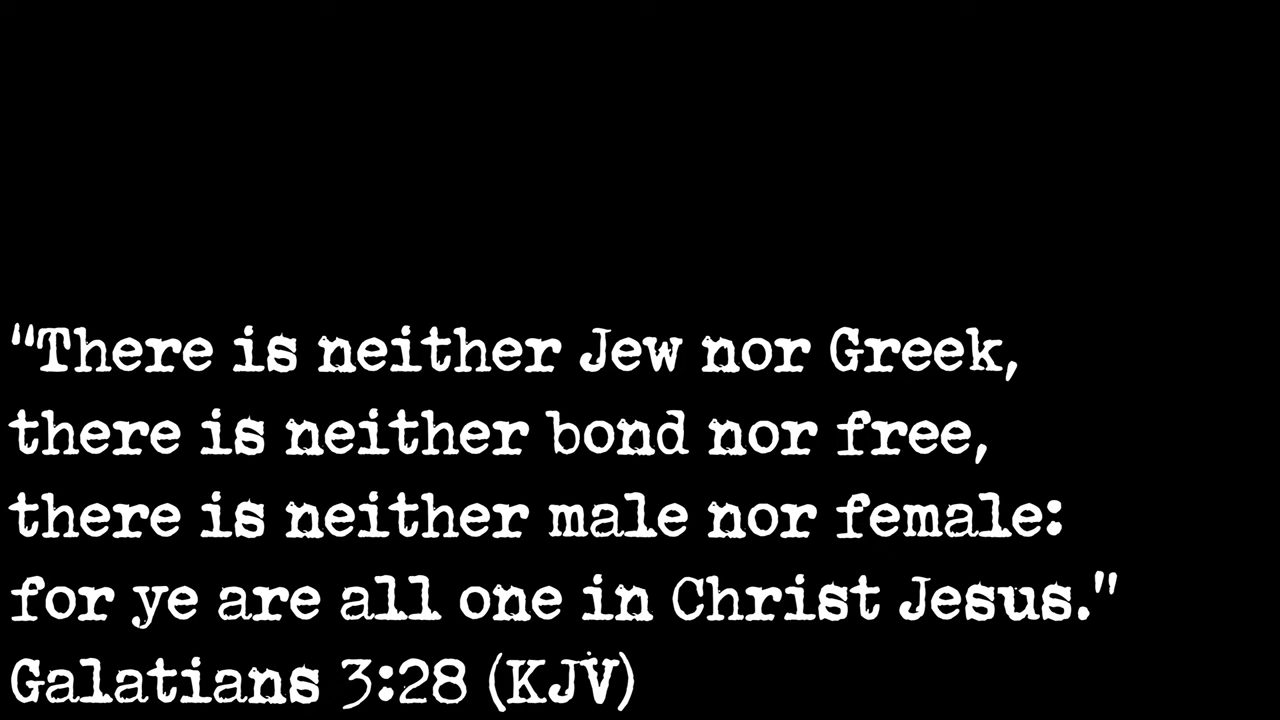 "There is neither Jew nor Greek,
there is neither bond nor free,
there is neither male nor female:
for ye are all one in Christ Jesus."
Galatians 3:28 (KJV)